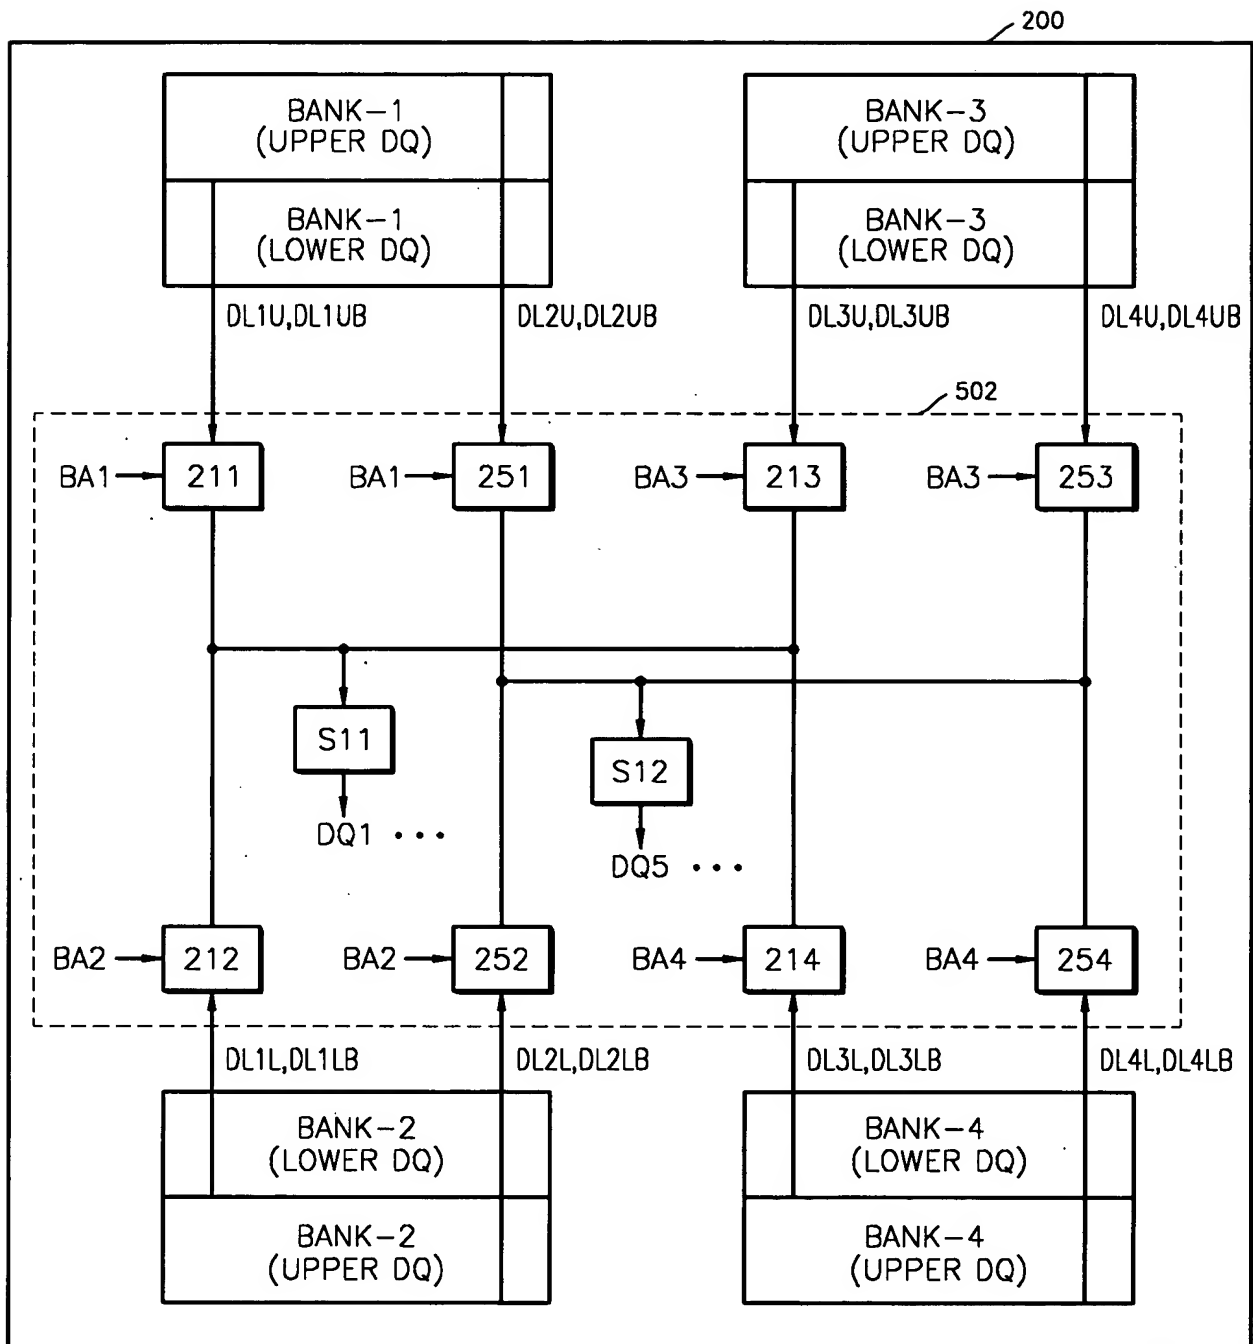 200
BANK-1
(UPPER DQ)
BANK-3
(UPPER DQ)
BANK-1
(LOWER DQ)
BANK-3
(LOWER DQ)
DL1U,DL1UB
DL2U,DL2UB
DL3U,DL3UB
DL4U,DL4UB
502
BA1
211
BA1
251
BA3
213
BA3
253
S11
S12
DQ1 •••
DQ5 •••
BA2
212
BA2
252
BA4
214
BA4
254
DL1L,DL1LB
DL2L,DL2LB
DL3L,DL3LB
DL4L,DL4LB
BANK-2
(LOWER DQ)
BANK-4
(LOWER DQ)
BANK-2
(UPPER DQ)
BANK-4
(UPPER DQ)